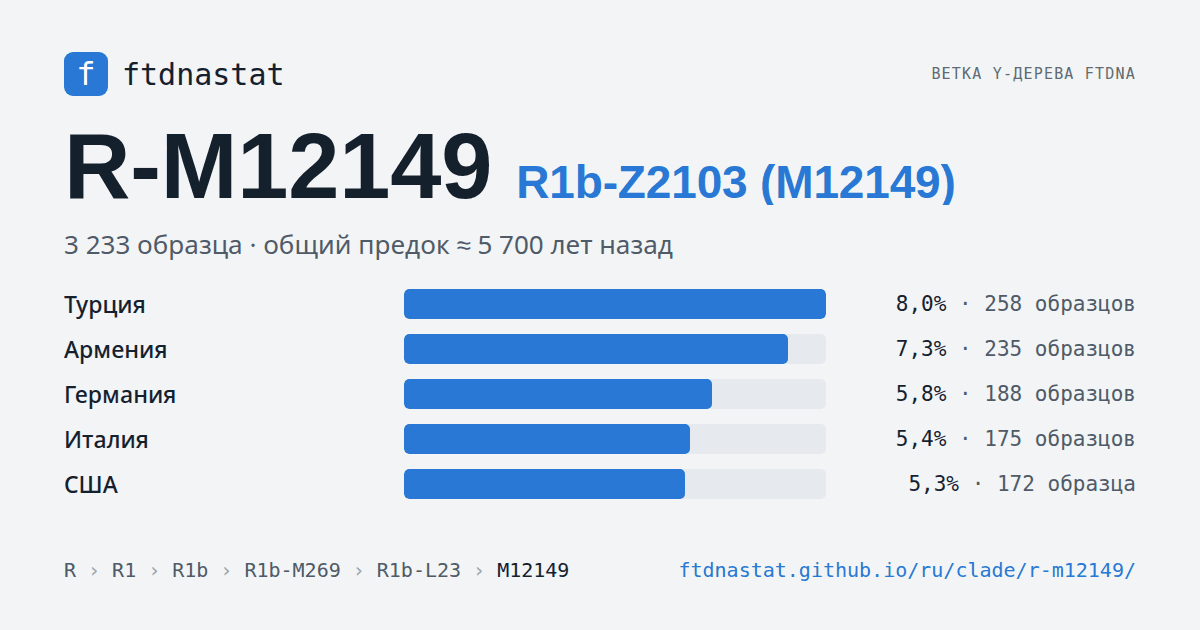 f ftdnastat
ВЕТКА Y-ДЕРЕВА FTDNA
R-M12149 R1b-Z2103 (M12149)
3 233 образца · общий предок ≈ 5 700 лет назад
Турция 8,0% · 258 образцов
Армения 7,3% · 235 образцов
Германия 5,8% · 188 образцов
Италия 5,4% · 175 образцов
США 5,3% · 172 образца
R › R1 › R1b › R1b-M269 › R1b-L23 › M12149
ftdnastat.github.io/ru/clade/r-m12149/